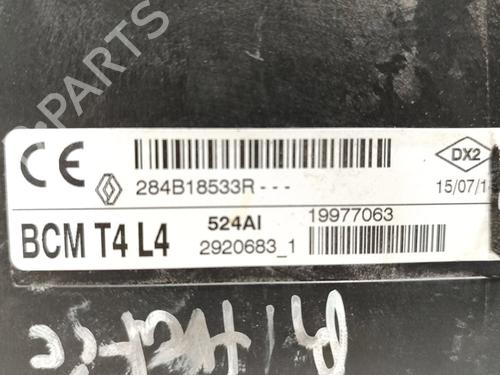 B-PARTS
CE
DX2
284B18533R---
15/07/1
BCM T4 L4
524AI
19977063
2920683_1